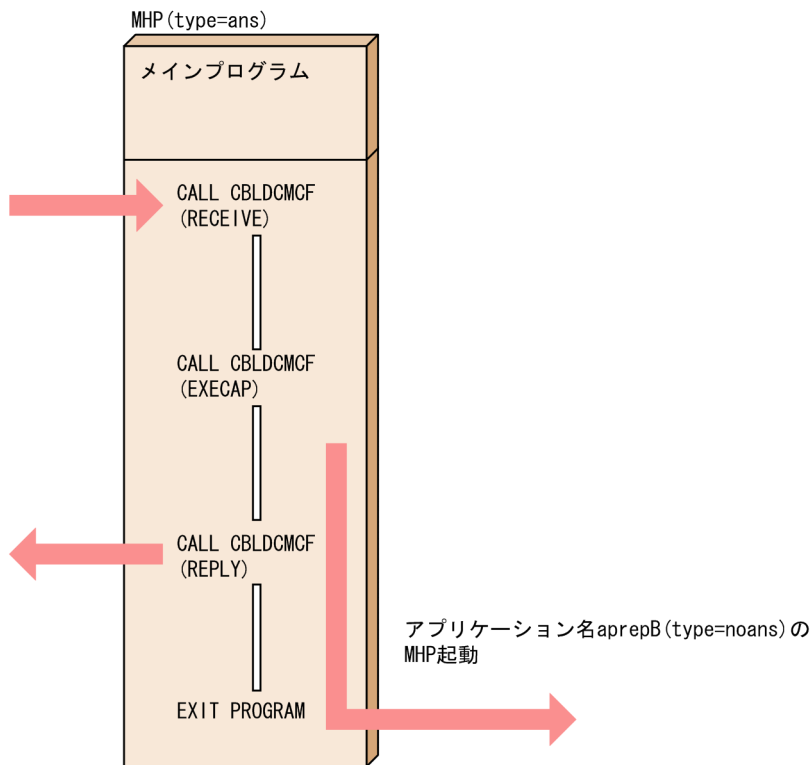 MHP(type=ans)
メインプログラム
CALL CBLDCMCF
(RECEIVE)
CALL CBLDCMCF
(EXECAP)
CALL CBLDCMCF
(REPLY)
アプリケーション名aprepB(type=noans)の
MHP起動
EXIT PROGRAM